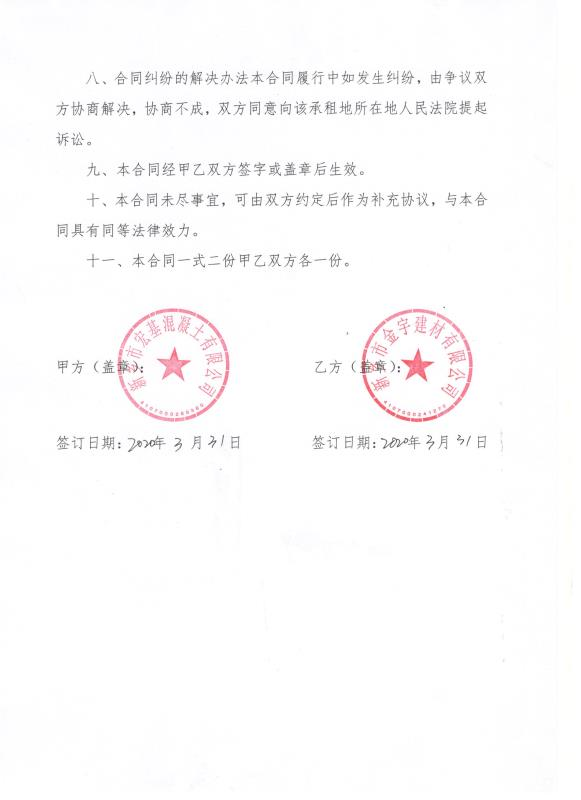 八、合同纠纷的解决办法本合同履行中如发生纠纷，由争议双
方协商解决，协商不成，双方同意向该承租地所在地人民法院提起
诉讼。
九、本合同经甲乙双方签字或盖章后生效。
十、本合同未尽事宜，可由双方约定后作为补充协议，与本合
同具有同等法律效力。
十一、本合同一式二份甲乙双方各一份。
新乡市宏基混凝土有限公司
新乡市金宇建材有限公司
甲方（盖章）：
乙方（盖章）：
4107000241272
签订日期：2020年 3 月 31 日
签订日期：2020年 3 月 31 日